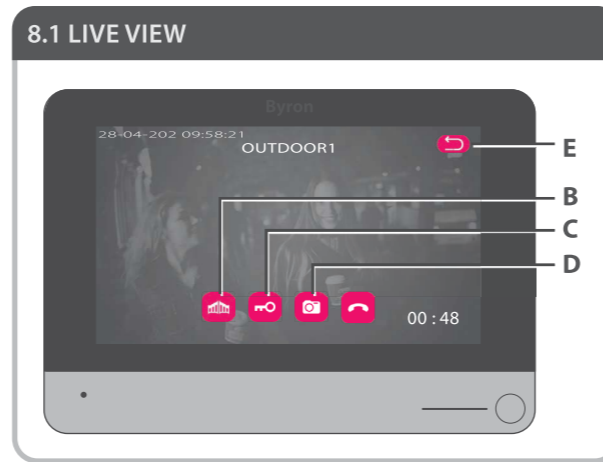 8.1 LIVE VIEW
Byron
28-04-202 09:58:21
OUTDOOR1
E
B
C
D
00 : 48